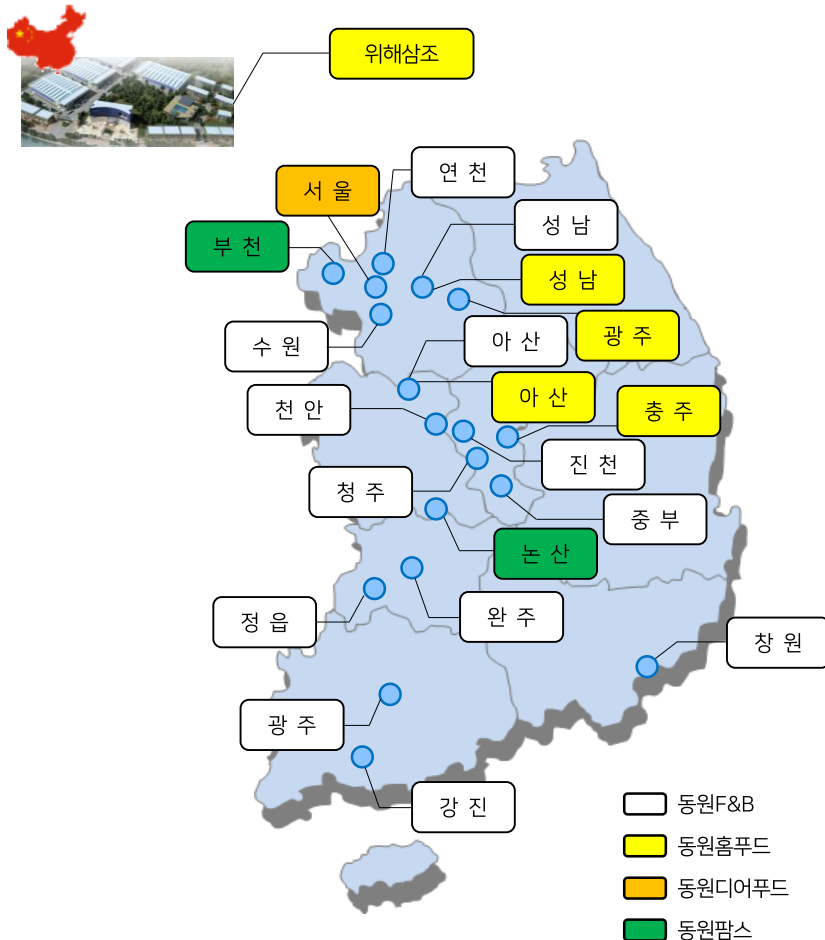 위해삼조
연 천
서 울
성 남
부 천
성 남
광 주
수 원
아 산
아 산
천 안
충 주
진 천
청 주
중 부
논 산
정 읍
완 주
창 원
광 주
강 진
동원F&B
동원홈푸드
동원디어푸드
동원팜스